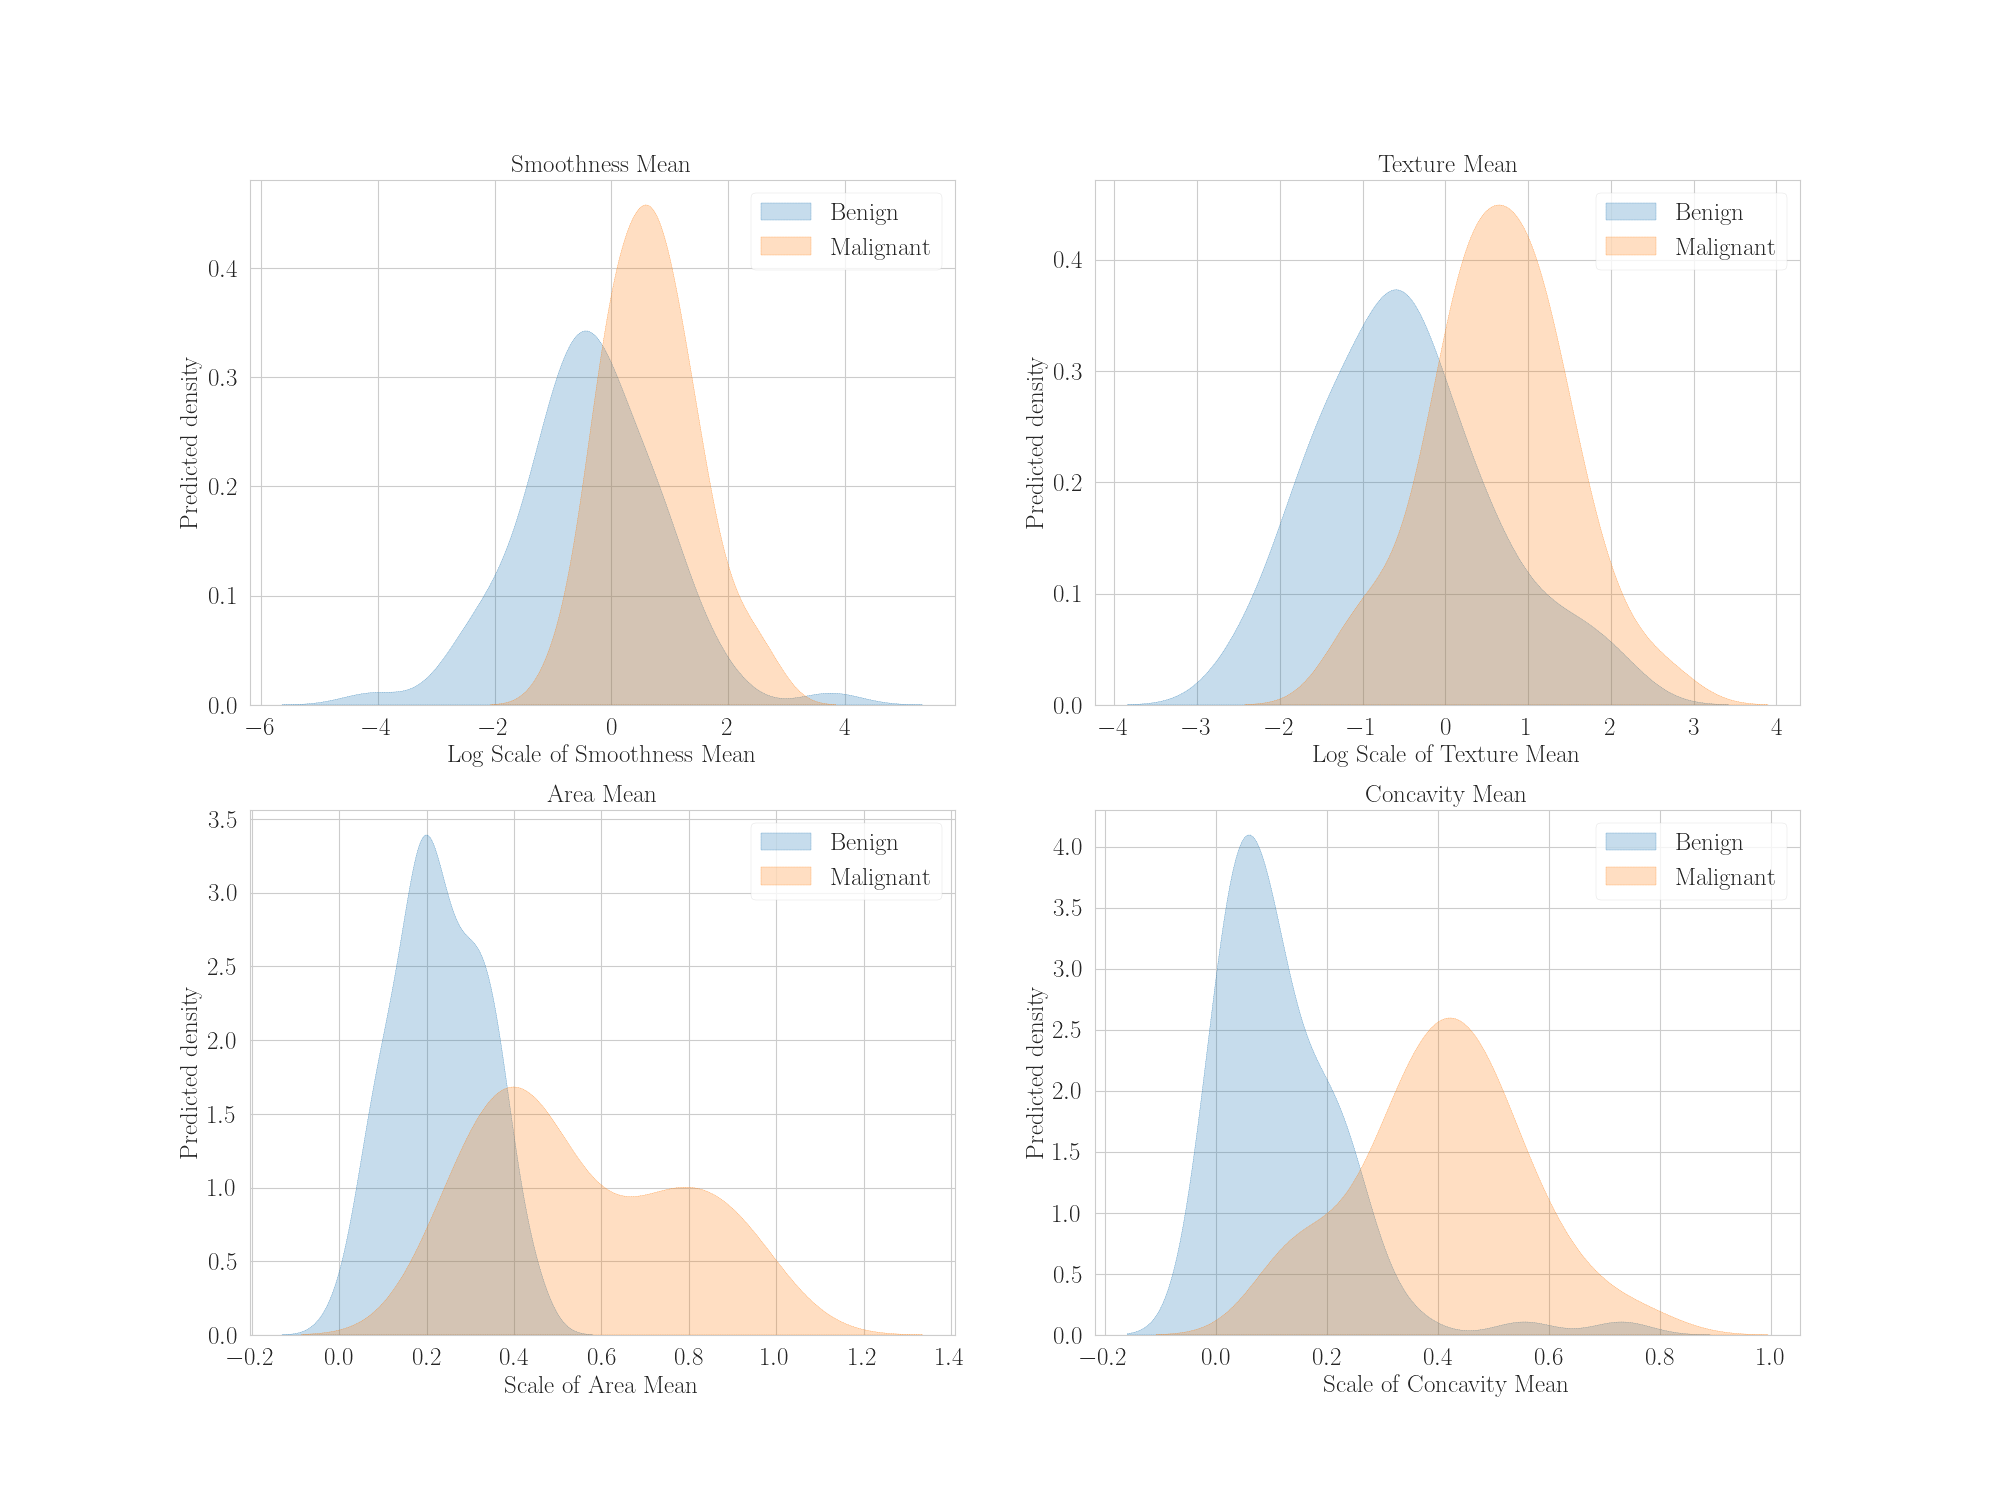 Smoothness Mean
Benign
Malignant
0.4
0.3
0.2
0.1
0.0
Predicted density
−6 −4 −2 0 2 4
Log Scale of Smoothness Mean
Texture Mean
Benign
Malignant
0.4
0.3
0.2
0.1
0.0
Predicted density
−4 −3 −2 −1 0 1 2 3 4
Log Scale of Texture Mean
Area Mean
Benign
Malignant
3.5
3.0
2.5
2.0
1.5
1.0
0.5
0.0
Predicted density
−0.2 0.0 0.2 0.4 0.6 0.8 1.0 1.2 1.4
Scale of Area Mean
Concavity Mean
Benign
Malignant
4.0
3.5
3.0
2.5
2.0
1.5
1.0
0.5
0.0
Predicted density
−0.2 0.0 0.2 0.4 0.6 0.8 1.0
Scale of Concavity Mean